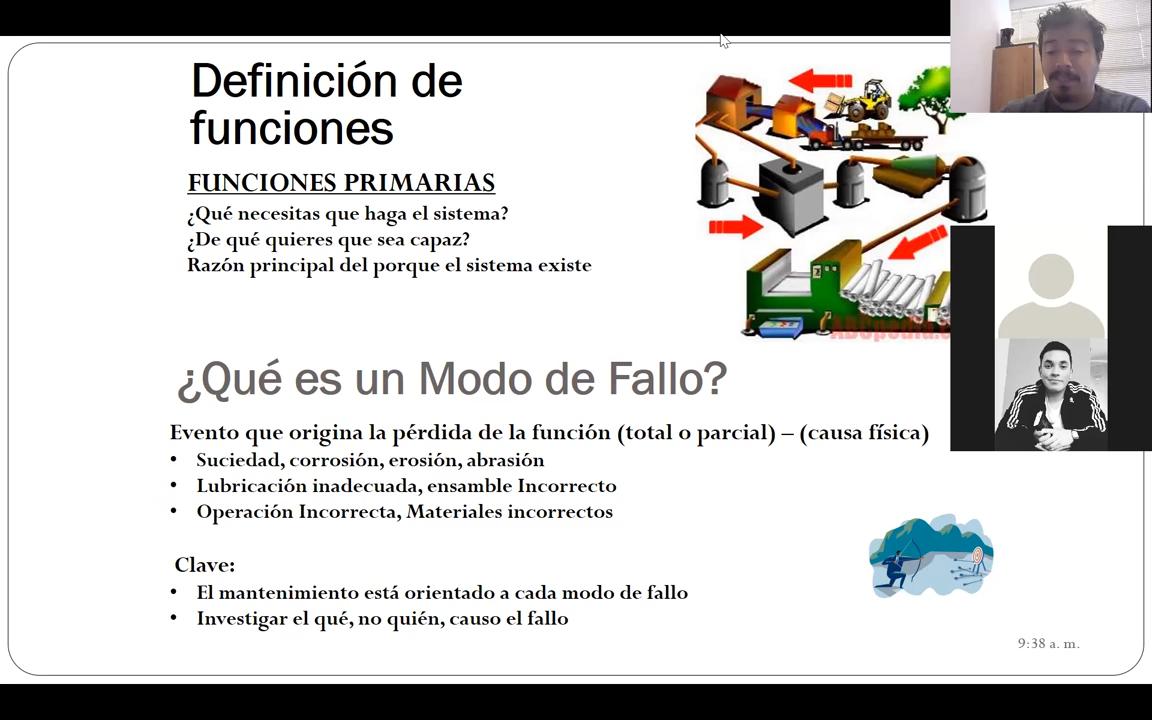 Definición de
funciones
FUNCIONES PRIMARIAS
¿Qué necesitas que haga el sistema?
¿De qué quieres que sea capaz?
Razón principal del porque el sistema existe
¿Qué es un Modo de Fallo?
Evento que origina la pérdida de la función (total o parcial) – (causa física)
• Suciedad, corrosión, erosión, abrasión
• Lubricación inadecuada, ensamble Incorrecto
• Operación Incorrecta, Materiales incorrectos
Clave:
• El mantenimiento está orientado a cada modo de fallo
• Investigar el qué, no quién, causo el fallo
9:38 a. m.